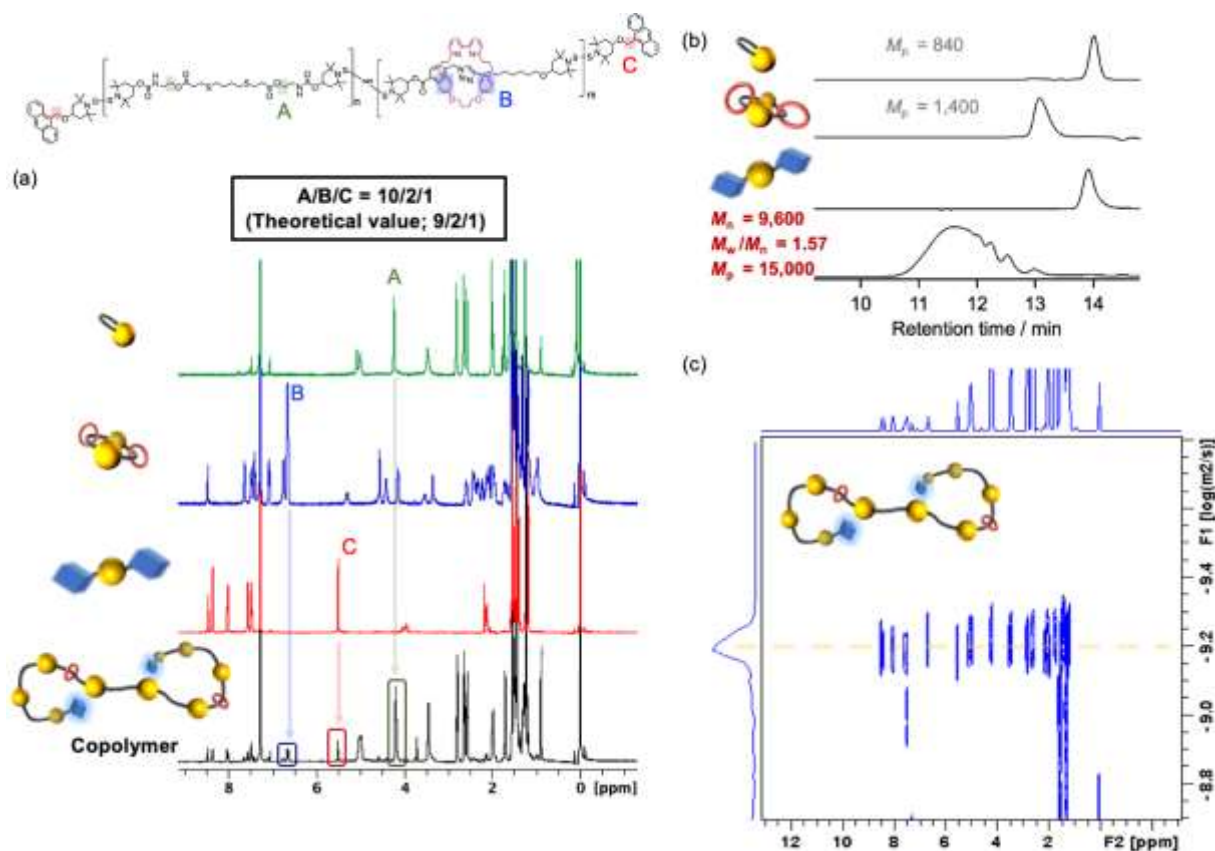 A
B
C
(a)
A/B/C = 10/2/1
(Theoretical value; 9/2/1)
A
B
C
Copolymer
8 6 4 2 0 [ppm]
(b)
Mp = 840
Mp = 1,400
Mn = 9,600
Mw/Mn = 1.57
Mp = 15,000
10 11 12 13 14
Retention time / min
(c)
F1 [log(m2/s)]
-9.4
-9.2
-9.0
-8.8
12 10 8 6 4 2 F2 [ppm]